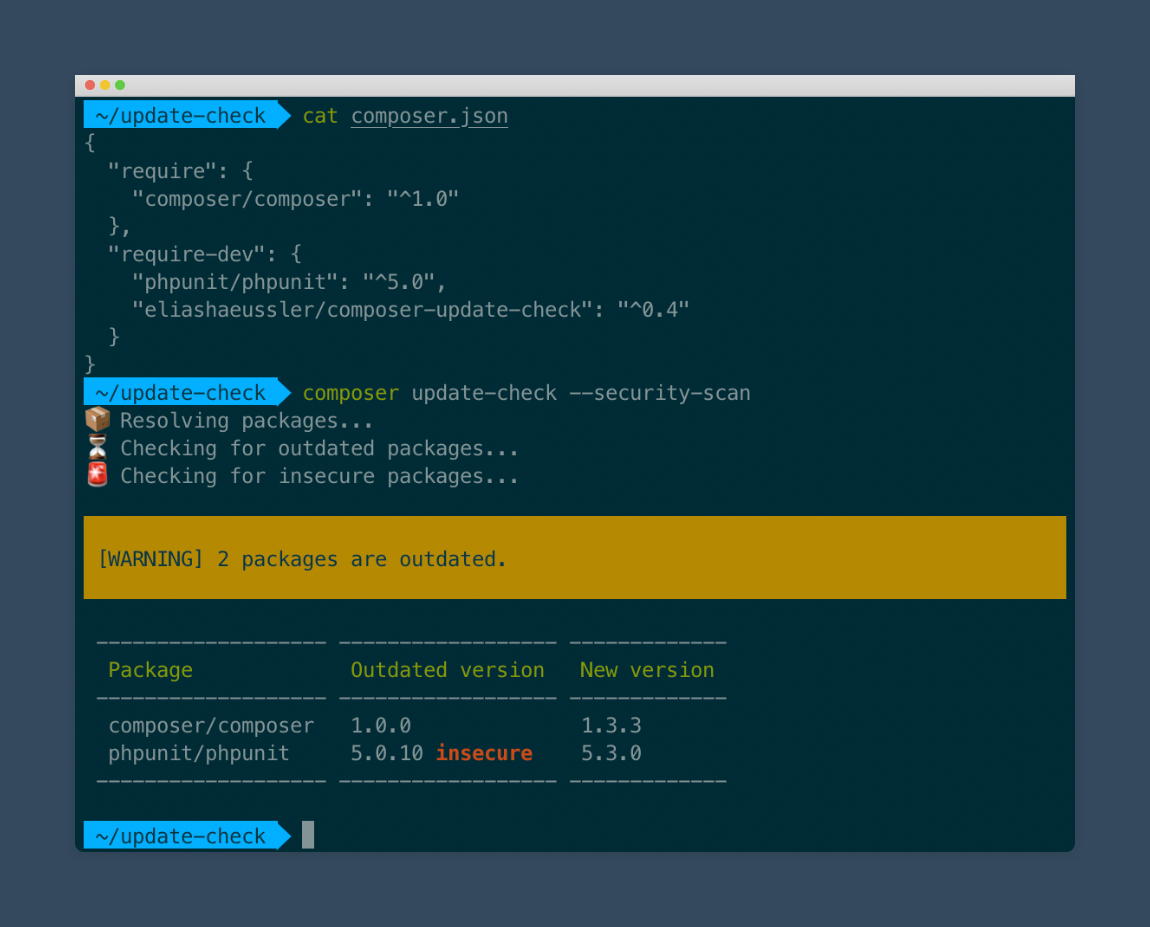 ~/update-check cat composer.json
{
  "require": {
    "composer/composer": "^1.0"
  },
  "require-dev": {
    "phpunit/phpunit": "^5.0",
    "eliashaeussler/composer-update-check": "^0.4"
  }
}
~/update-check composer update-check --security-scan
📦 Resolving packages...
⏳ Checking for outdated packages...
🚨 Checking for insecure packages...
[WARNING] 2 packages are outdated.
------------------- ------------------ -------------
Package Outdated version New version
------------------- ------------------ -------------
composer/composer 1.0.0 1.3.3
phpunit/phpunit 5.0.10 insecure 5.3.0
------------------- ------------------ -------------
~/update-check